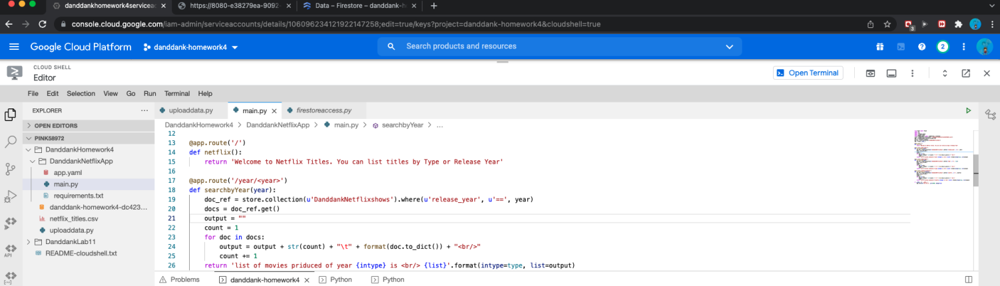 danddankhomework4serviceac
https://8080-e38279ea-9092-
Data – Firestore – danddank-h
console.cloud.google.com/iam-admin/serviceaccounts/details/106096234121922147258;edit=true/keys?project=danddank-homework4&cloudshell=true
3
Google Cloud Platform
danddank-homework4
Search products and resources
2
CLOUD SHELL
Editor
Open Terminal
File Edit Selection View Go Run Terminal Help
EXPLORER
OPEN EDITORS
PINK58972
DanddankHomework4
DanddankNetflixApp
app.yaml
main.py
requirements.txt
danddank-homework4-dc423...
netflix_titles.csv
uploaddata.py
DanddankLab11
README-cloudshell.txt
API
uploaddata.py main.py firestoreaccess.py
DanddankHomework4 > DanddankNetflixApp > main.py > searchbyYear > ...
12
13 @app.route('/')
14 def netflix():
15 return 'Welcome to Netflix Titles. You can list titles by Type or Release Year'
16
17 @app.route('/year/<year>')
18 def searchbyYear(year):
19 doc_ref = store.collection(u'DanddankNetflixshows').where(u'release_year', u'==', year)
20 docs = doc_ref.get()
21 output = ""
22 count = 1
23 for doc in docs:
24 output = output + str(count) + "\t" + format(doc.to_dict()) + "<br/>"
25 count += 1
26 return 'list of movies priduced of year {intype} is <br/> {list}'.format(intype=type, list=output)
Problems danddank-homework4 Python Python